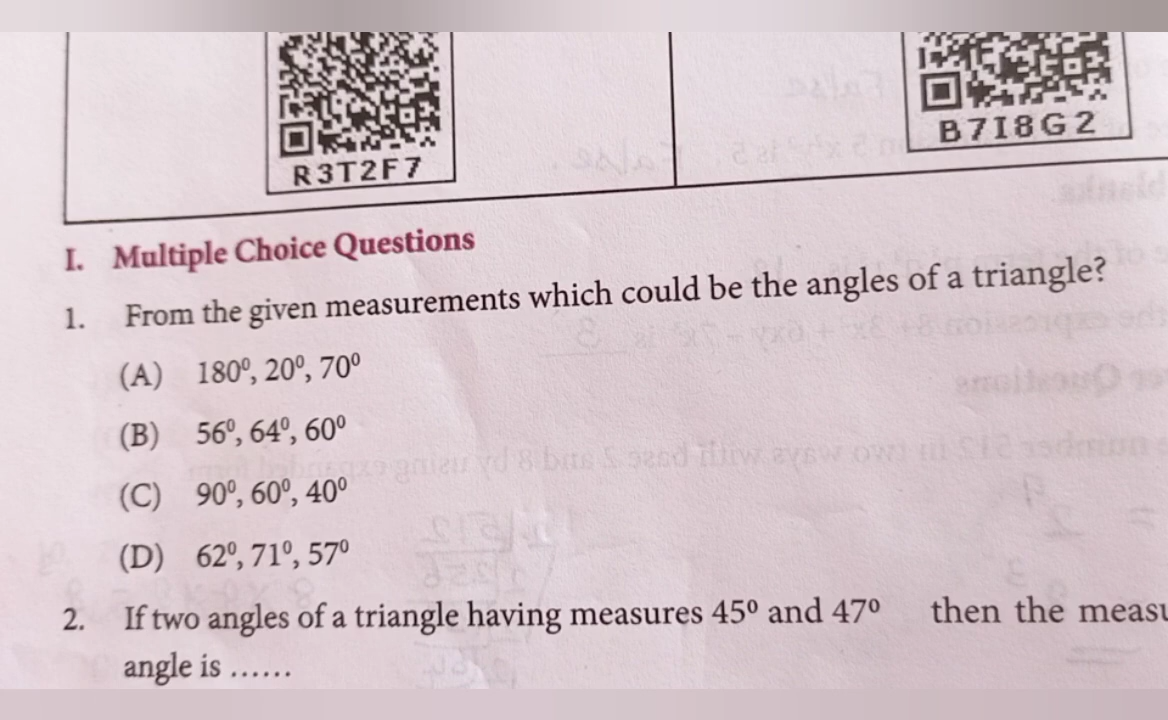 R3T2F7
B7I8G2
I. Multiple Choice Questions
1. From the given measurements which could be the angles of a triangle?
(A) 180⁰, 20⁰, 70⁰
(B) 56⁰, 64⁰, 60⁰
(C) 90⁰, 60⁰, 40⁰
(D) 62⁰, 71⁰, 57⁰
2. If two angles of a triangle having measures 45⁰ and 47⁰ then the
angle is ......